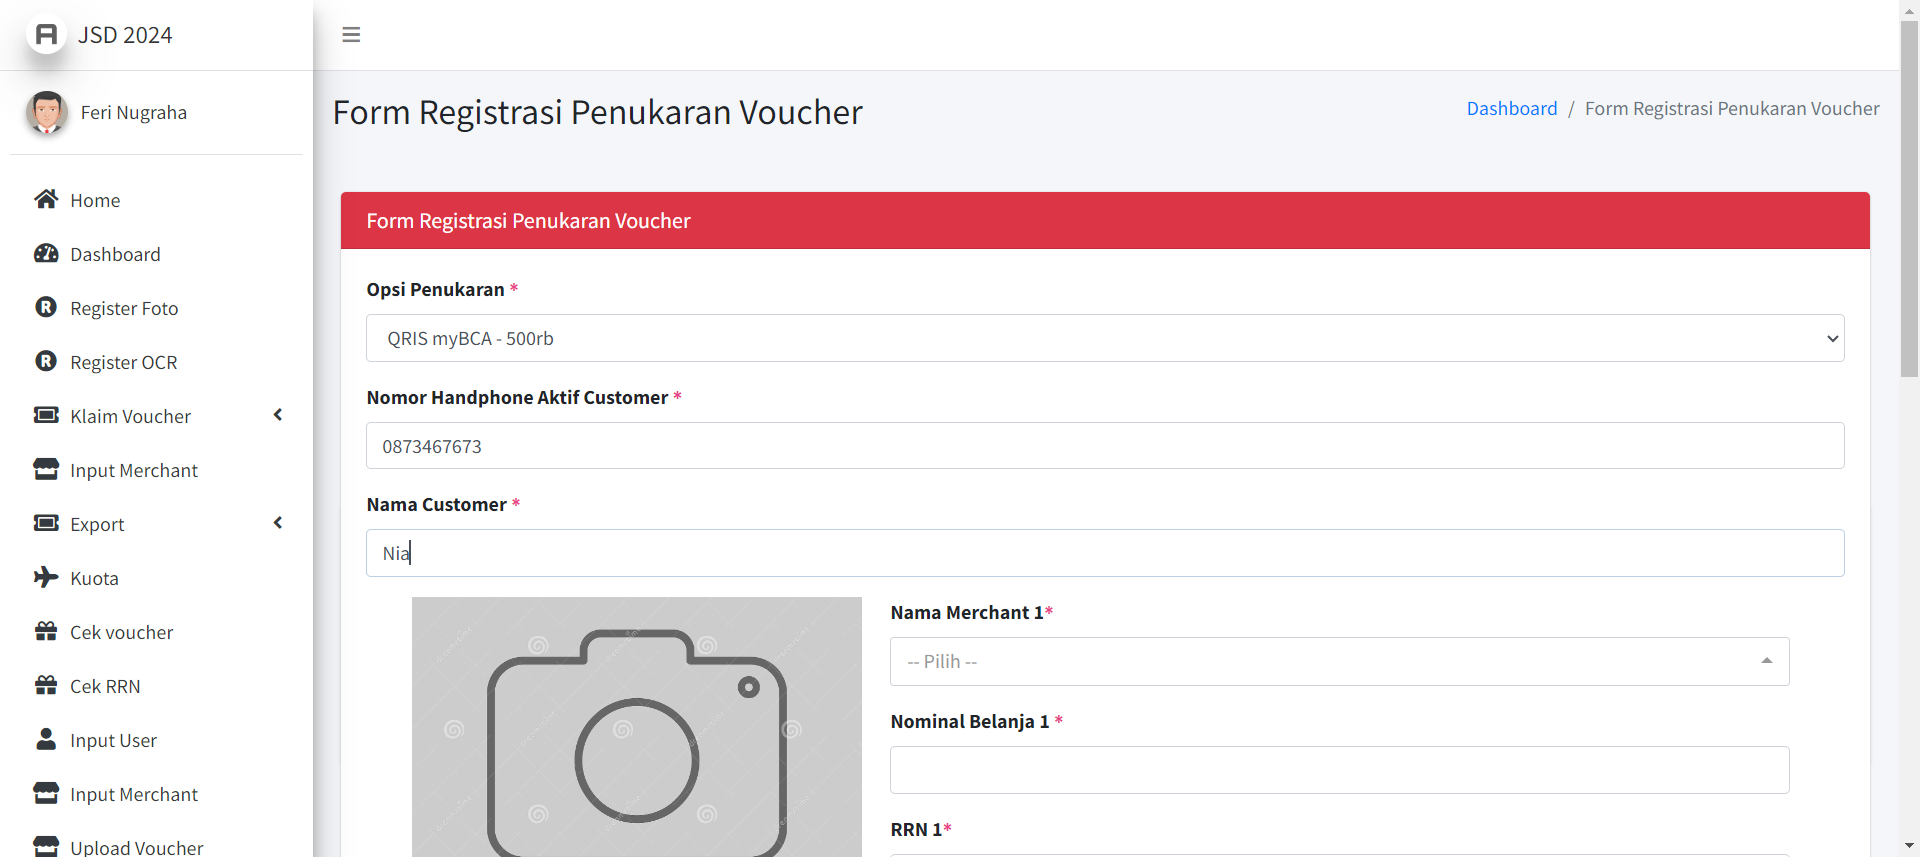 JSD 2024
Feri Nugraha
Home
Dashboard
Register Foto
Register OCR
Klaim Voucher
Input Merchant
Export
Kuota
Cek voucher
Cek RRN
Input User
Input Merchant
Upload Voucher
Form Registrasi Penukaran Voucher
Dashboard / Form Registrasi Penukaran Voucher
Form Registrasi Penukaran Voucher
Opsi Penukaran *
QRIS myBCA - 500rb
Nomor Handphone Aktif Customer *
0873467673
Nama Customer *
Nia
Nama Merchant 1*
-- Pilih --
Nominal Belanja 1 *
RRN 1*